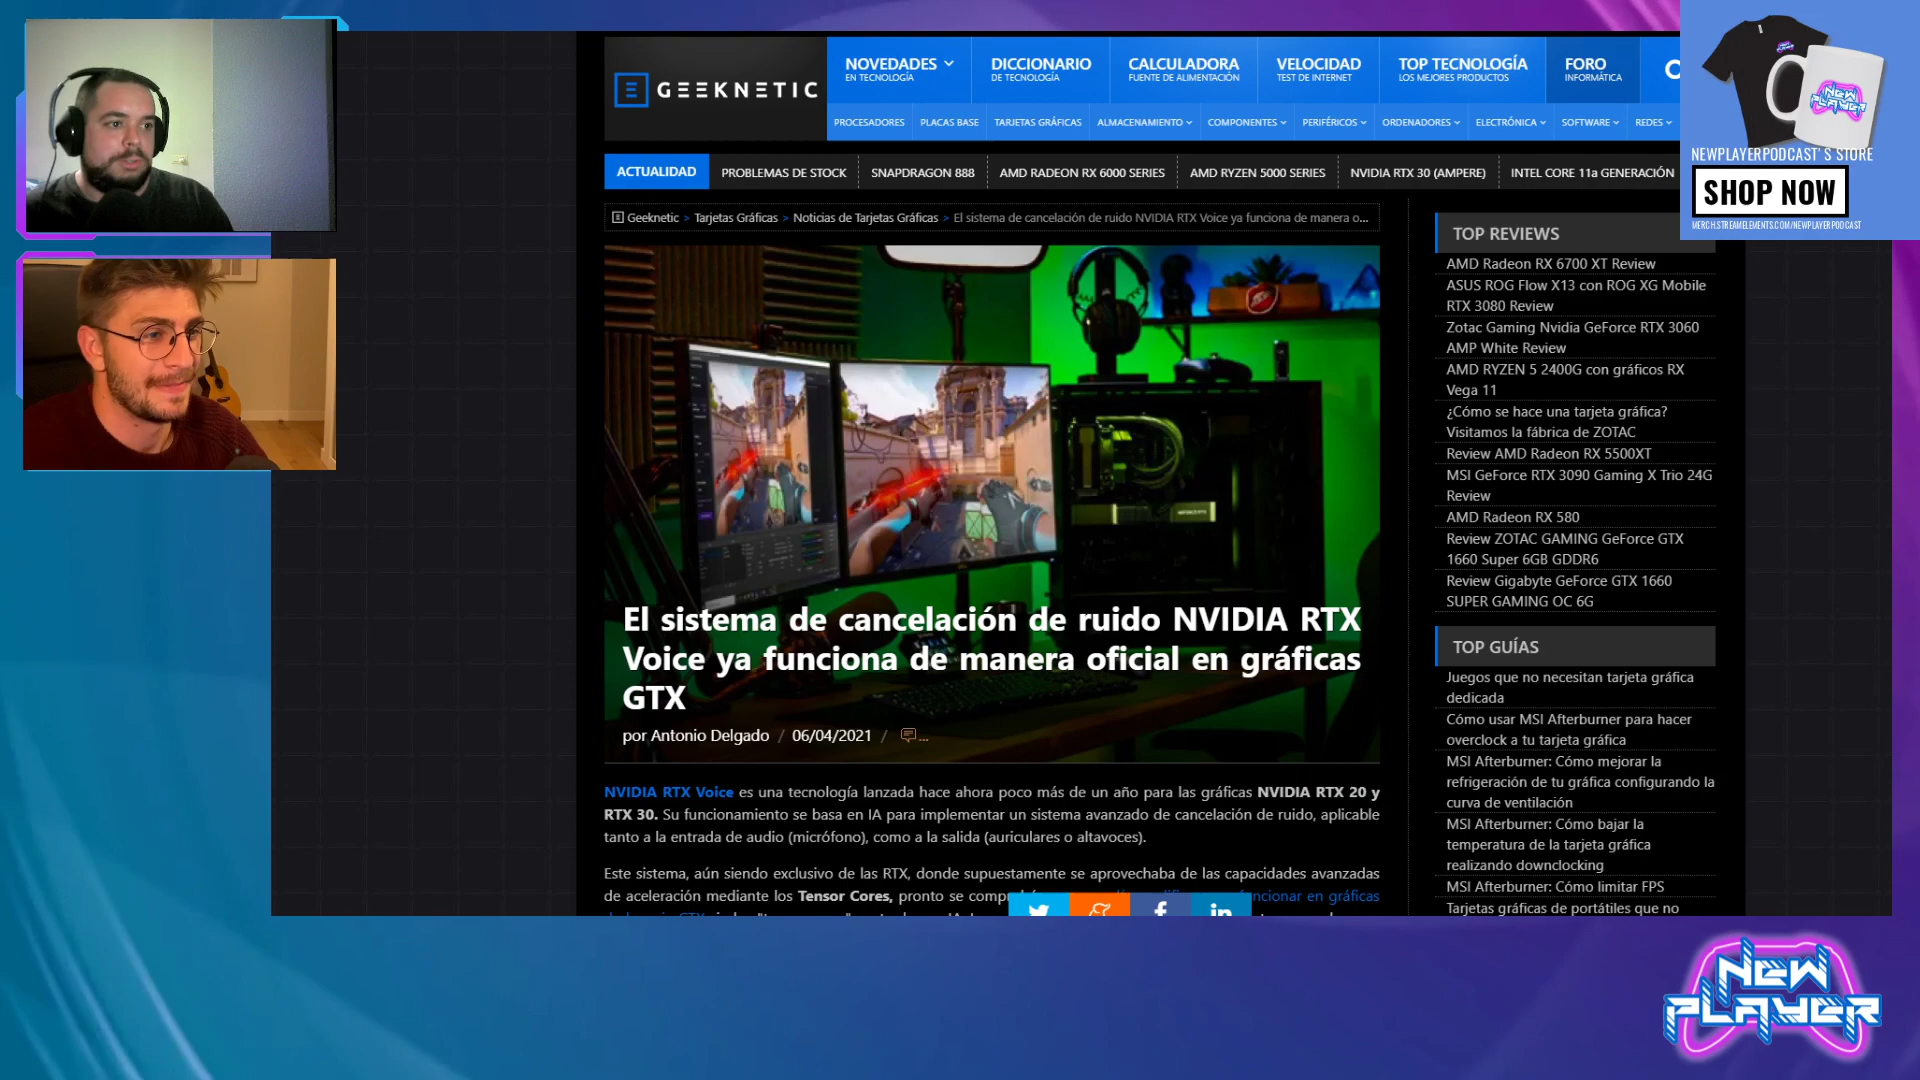 GEEKNETIC
NOVEDADES
EN TECNOLOGÍA
DICCIONARIO
DE TECNOLOGÍA
CALCULADORA
FUENTE DE ALIMENTACIÓN
VELOCIDAD
TEST DE INTERNET
TOP TECNOLOGÍA
LOS MEJORES PRODUCTOS
FORO
INFORMÁTICA
PROCESADORES PLACAS BASE TARJETAS GRÁFICAS ALMACENAMIENTO COMPONENTES PERIFÉRICOS ORDENADORES ELECTRÓNICA SOFTWARE REDES
ACTUALIDAD PROBLEMAS DE STOCK SNAPDRAGON 888 AMD RADEON RX 6000 SERIES AMD RYZEN 5000 SERIES NVIDIA RTX 30 (AMPERE) INTEL CORE 11a GENERACIÓN
Geeknetic > Tarjetas Gráficas > Noticias de Tarjetas Gráficas > El sistema de cancelación de ruido NVIDIA RTX Voice ya funciona de manera o...
El sistema de cancelación de ruido NVIDIA RTX
Voice ya funciona de manera oficial en gráficas
GTX
por Antonio Delgado / 06/04/2021 / ...
NVIDIA RTX Voice es una tecnología lanzada hace ahora poco más de un año para las gráficas NVIDIA RTX 20 y
RTX 30. Su funcionamiento se basa en IA para implementar un sistema avanzado de cancelación de ruido, aplicable
tanto a la entrada de audio (micrófono), como a la salida (auriculares o altavoces).
Este sistema, aún siendo exclusivo de las RTX, donde supuestamente se aprovechaba de las capacidades avanzadas
de aceleración mediante los Tensor Cores, pronto se comp ncionar en gráficas
TOP REVIEWS
AMD Radeon RX 6700 XT Review
ASUS ROG Flow X13 con ROG XG Mobile
RTX 3080 Review
Zotac Gaming Nvidia GeForce RTX 3060
AMP White Review
AMD RYZEN 5 2400G con gráficos RX
Vega 11
¿Cómo se hace una tarjeta gráfica?
Visitamos la fábrica de ZOTAC
Review AMD Radeon RX 5500XT
MSI GeForce RTX 3090 Gaming X Trio 24G
Review
AMD Radeon RX 580
Review ZOTAC GAMING GeForce GTX
1660 Super 6GB GDDR6
Review Gigabyte GeForce GTX 1660
SUPER GAMING OC 6G
TOP GUÍAS
Juegos que no necesitan tarjeta gráfica
dedicada
Cómo usar MSI Afterburner para hacer
overclock a tu tarjeta gráfica
MSI Afterburner: Cómo mejorar la
refrigeración de tu gráfica configurando la
curva de ventilación
MSI Afterburner: Cómo bajar la
temperatura de la tarjeta gráfica
realizando downclocking
MSI Afterburner: Cómo limitar FPS
Tarjetas gráficas de portátiles que no
NEW
PLAYER
NEWPLAYERPODCAST'S STORE
SHOP NOW
MERCH.STREAMELEMENTS.COM/NEWPLAYERPODCAST
NEW
PLAYER